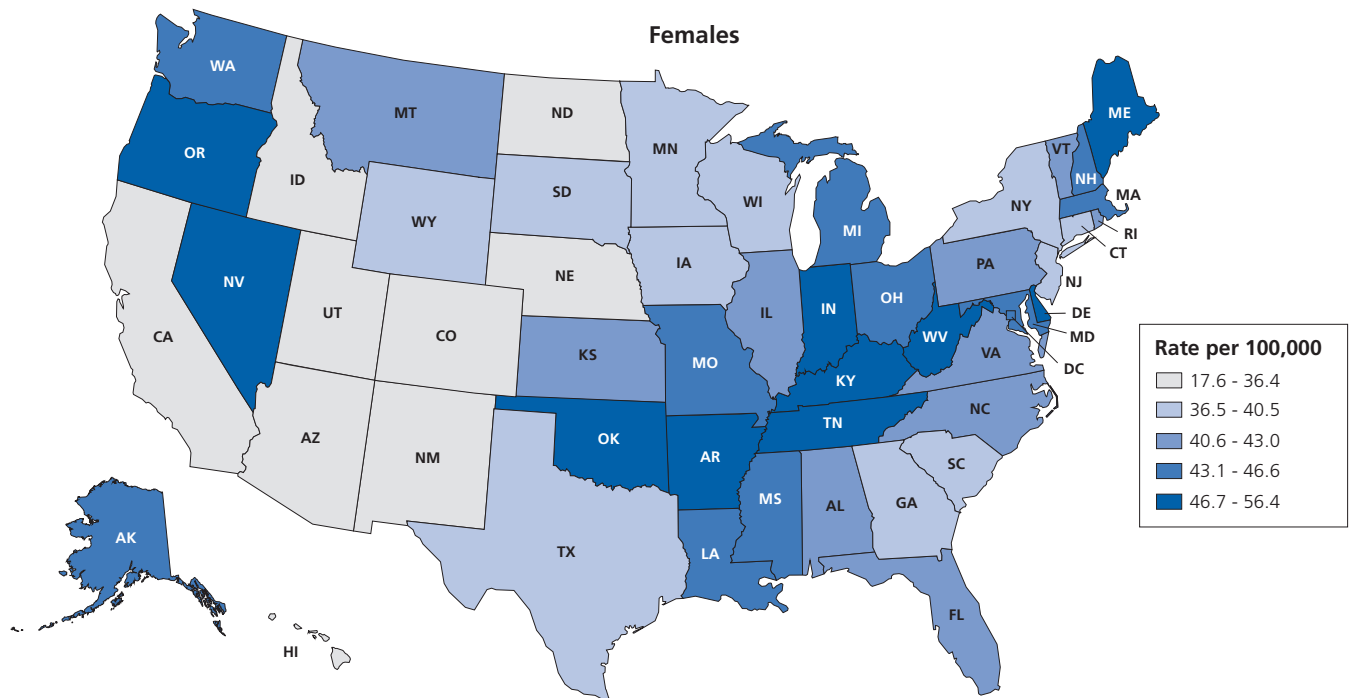 Females
WA
MT
ND
MN
ME
OR
ID
SD
WI
VT
NH
MA
WY
NY
MI
RI
CT
IA
PA
NV
NE
NJ
UT
CO
IL
IN
OH
DE
CA
KS
MO
WV
VA
MD
DC
KY
NC
AZ
NM
OK
AR
TN
SC
MS
AL
GA
AK
TX
LA
FL
HI
Rate per 100,000
17.6 - 36.4
36.5 - 40.5
40.6 - 43.0
43.1 - 46.6
46.7 - 56.4